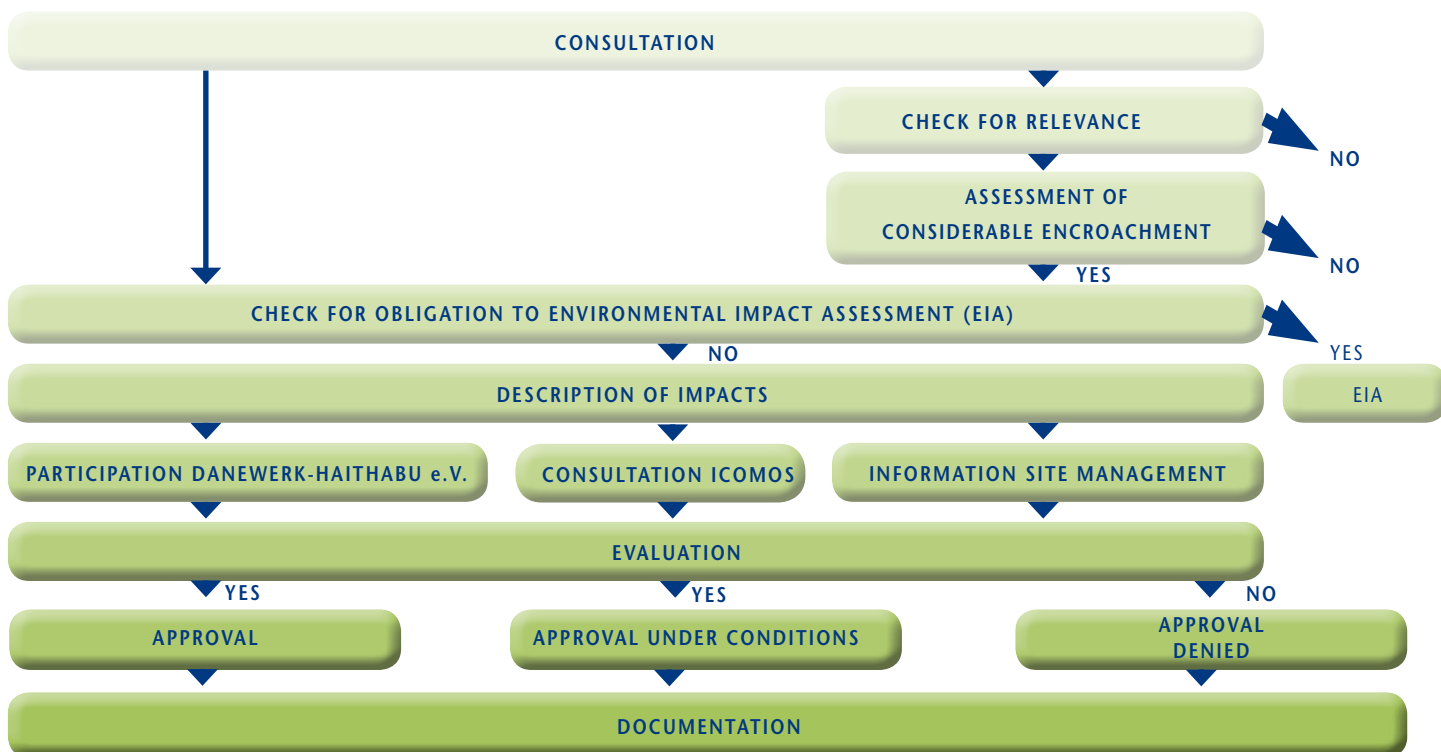 CONSULTATION
CHECK FOR RELEVANCE
NO
ASSESSMENT OF
CONSIDERABLE ENCROACHMENT
NO
YES
CHECK FOR OBLIGATION TO ENVIRONMENTAL IMPACT ASSESSMENT (EIA)
YES
NO
DESCRIPTION OF IMPACTS
EIA
PARTICIPATION DANEWERK-HAITHABU e.V.
CONSULTATION ICOMOS
INFORMATION SITE MANAGEMENT
EVALUATION
YES
YES
NO
APPROVAL
APPROVAL UNDER CONDITIONS
APPROVAL
DENIED
DOCUMENTATION